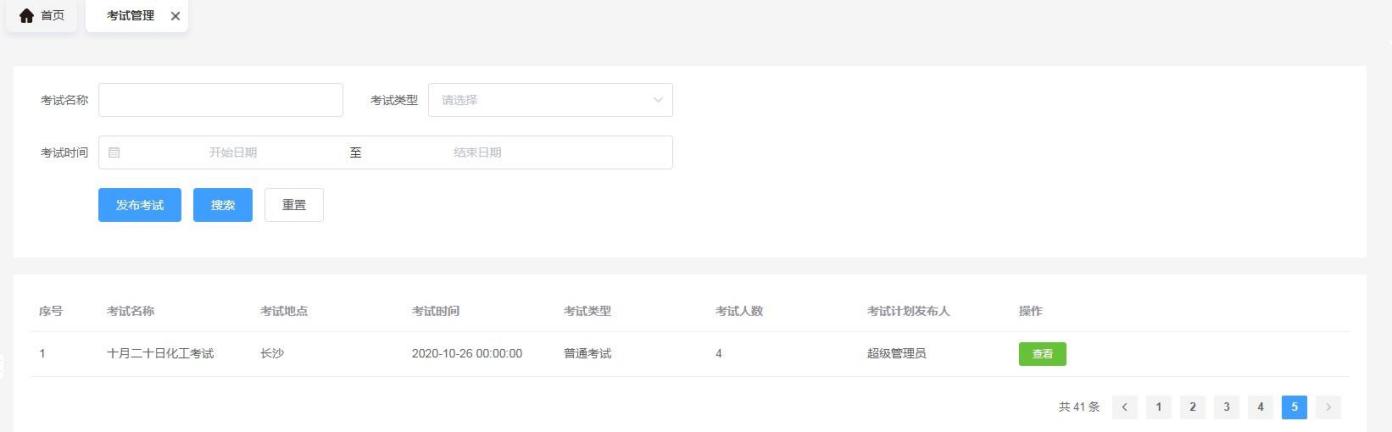 首页 考试管理
考试名称 考试类型 请选择
考试时间 开始日期 至 结束日期
发布考试 搜索 重置
序号 考试名称 考试地点 考试时间 考试类型 考试人数 考试计划发布人 操作
1 十月二十日化工考试 长沙 2020-10-26 00:00:00 普通考试 4 超级管理员 查看
共 41 条 < 1 2 3 4 5 >